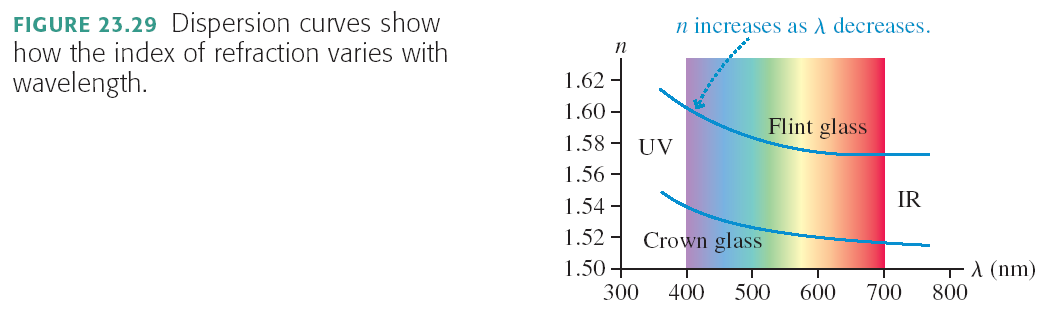 FIGURE 23.29 Dispersion curves show
how the index of refraction varies with
wavelength.
n increases as λ decreases.
n
1.62
1.60
Flint glass
1.58
UV
1.56
1.54
IR
1.52
Crown glass
1.50
λ (nm)
300 400 500 600 700 800